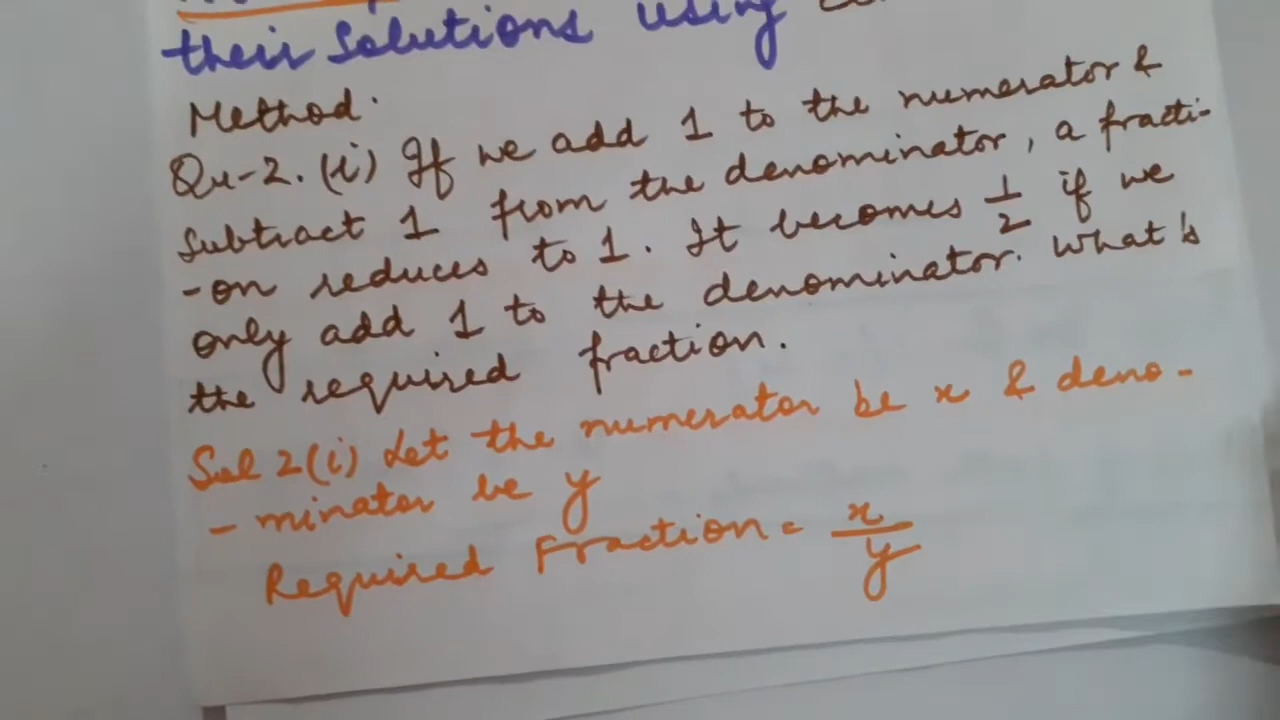 their Solutions using
Method.
Qu-2. (i) If we add 1 to the numerator &
subtract 1 from the denominator, a fracti-
-on reduces to 1. It becomes 1/2 if we
only add 1 to the denominator. What's
the required fraction.
Sol 2(i) Let the numerator be x & deno-
- minator be y
Required Fraction = x/y